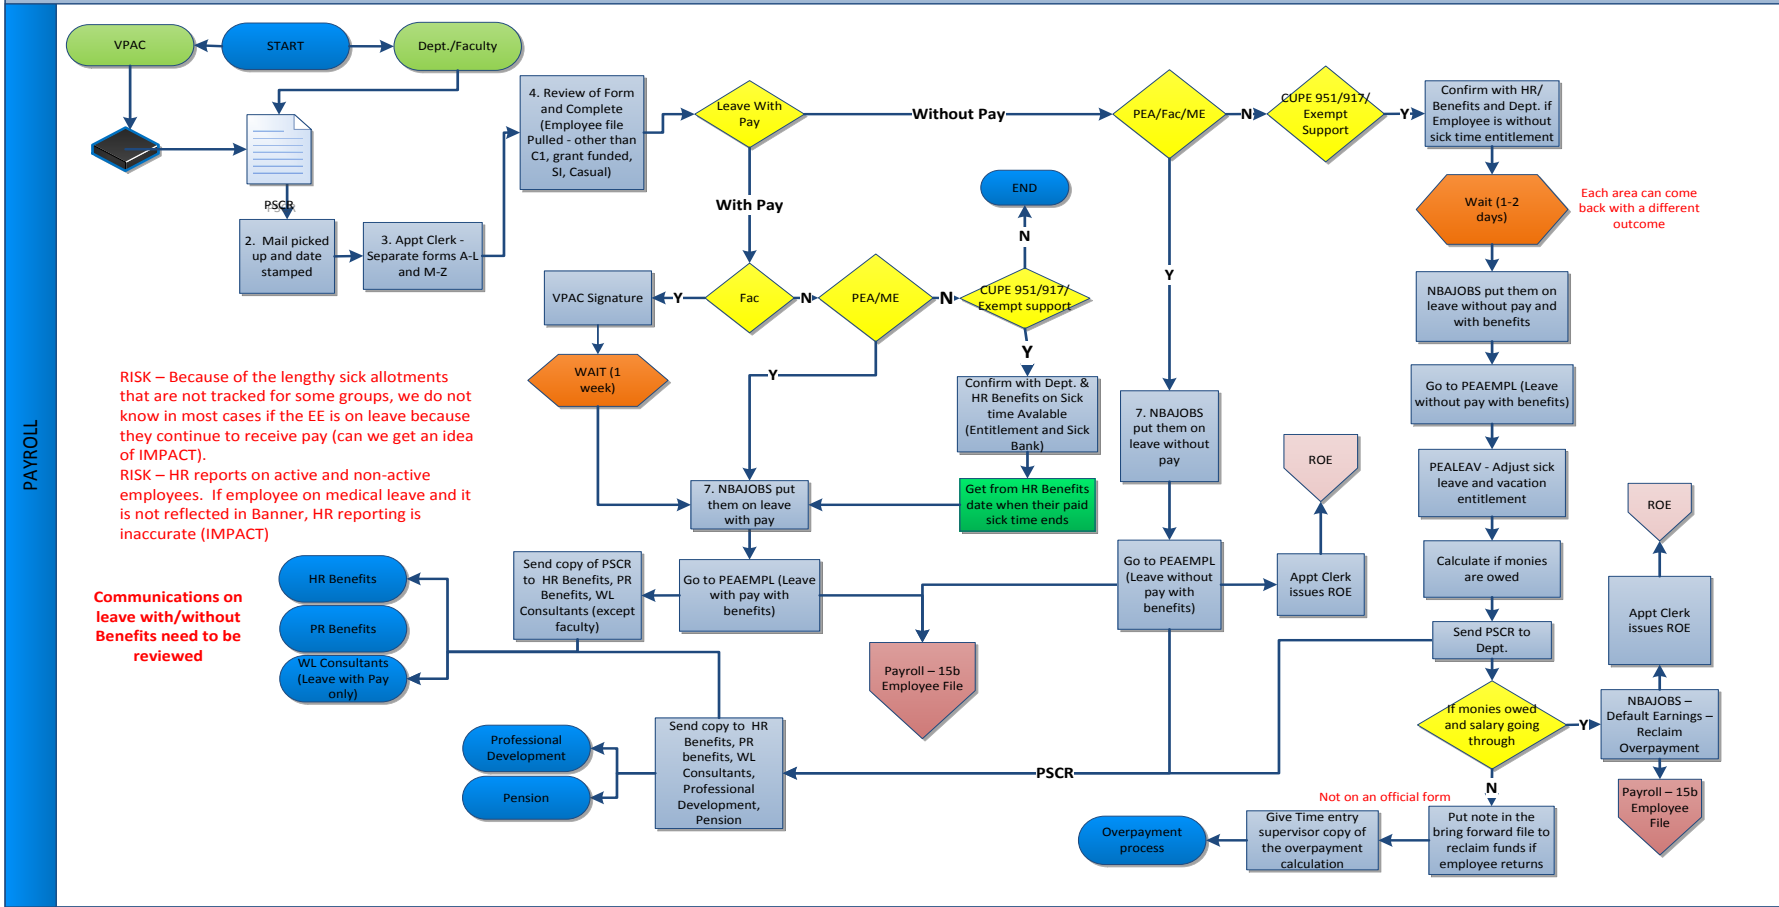 PAYROLL
VPAC
START
Dept./Faculty
PSCR
2. Mail picked
up and date
stamped
3. Appt Clerk -
Separate forms A-L
and M-Z
4. Review of Form
and Complete
(Employee file
Pulled - other than
C1, grant funded,
SI, Casual)
Leave With
Pay
Without Pay
With Pay
PEA/Fac/ME
N
CUPE 951/917/
Exempt
Support
Y
Confirm with HR/
Benefits and Dept. if
Employee is without
sick time entitlement
Wait (1-2
days)
Each area can come
back with a different
outcome
NBAJOBS put them on
leave without pay and
with benefits
Go to PEAEMPL (Leave
without pay with benefits)
PEALEAV - Adjust sick
leave and vacation
entitlement
Calculate if monies
are owed
Send PSCR to
Dept.
If monies owed
and salary going
through
Y
NBAJOBS –
Default Earnings –
Reclaim
Overpayment
Appt Clerk
issues ROE
ROE
Payroll – 15b
Employee
File
N
Not on an official form
Put note in the
bring forward file to
reclaim funds if
employee returns
Give Time entry
supervisor copy of
the overpayment
calculation
Overpayment
process
Y
7. NBAJOBS
put them on
leave without
pay
Go to PEAEMPL
(Leave without
pay with
benefits)
Appt Clerk
issues ROE
ROE
END
N
Fac
Y
VPAC Signature
WAIT (1
week)
N
PEA/ME
N
CUPE 951/917/
Exempt support
Y
Y
Confirm with Dept. &
HR Benefits on Sick
time Avalable
(Entitlement and Sick
Bank)
Get from HR Benefits
date when their paid
sick time ends
7. NBAJOBS put
them on leave
with pay
Go to PEAEMPL (Leave
with pay with
benefits)
Send copy of PSCR
to HR Benefits, PR
Benefits, WL
Consultants (except
faculty)
Payroll – 15b
Employee File
RISK – Because of the lengthy sick allotments
that are not tracked for some groups, we do not
know in most cases if the EE is on leave because
they continue to receive pay (can we get an idea
of IMPACT).
RISK – HR reports on active and non-active
employees. If employee on medical leave and it
is not reflected in Banner, HR reporting is
inaccurate (IMPACT)
Communications on
leave with/without
Benefits need to be
reviewed
HR Benefits
PR Benefits
WL Consultants
(Leave with Pay
only)
Professional
Development
Pension
Send copy to HR
Benefits, PR
benefits, WL
Consultants,
Professional
Development,
Pension
PSCR